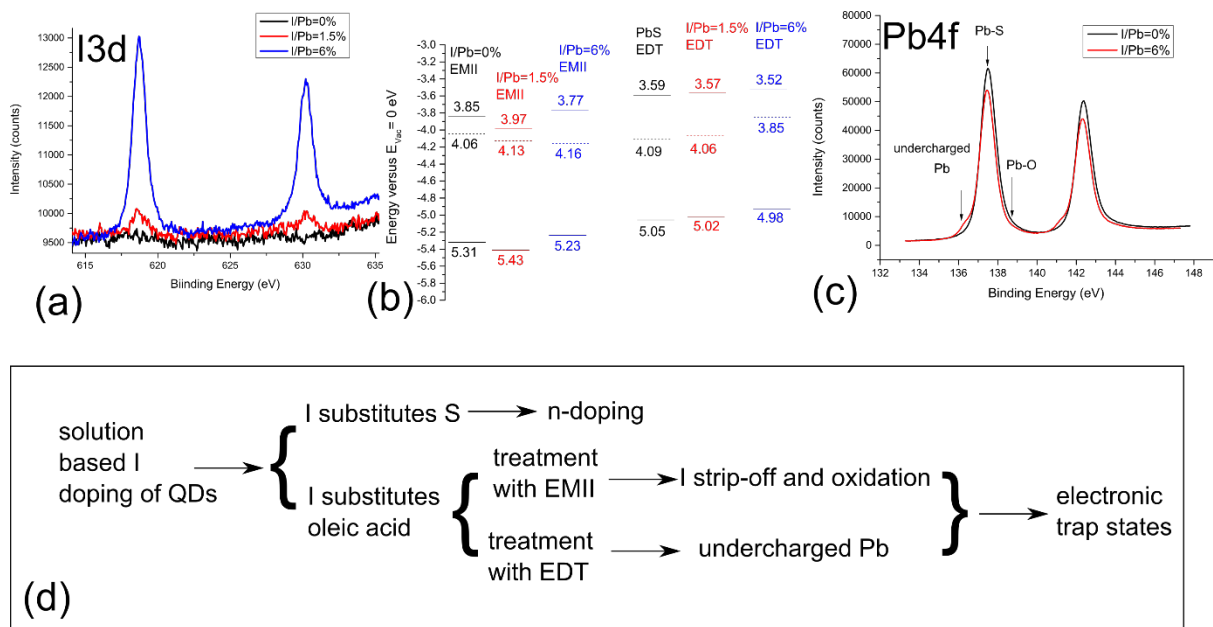 I3d
I/Pb=0%
I/Pb=1.5%
I/Pb=6%
13000
12500
12000
11500
11000
10500
10000
9500
Intensity (counts)
615 620 625 630 635
Biinding Energy (eV)
(a)
-3.0
-3.2
-3.4
-3.6
-3.8
-4.0
-4.2
-4.4
-4.6
-4.8
-5.0
-5.2
-5.4
-5.6
-5.8
-6.0
Energy versus E_Vac = 0 eV
I/Pb=0%
EMII
3.85
4.06
5.31
I/Pb=1.5%
EMII
3.97
4.13
5.43
I/Pb=6%
EMII
3.77
4.16
5.23
PbS
EDT
3.59
4.09
5.05
I/Pb=1.5%
EDT
3.57
4.06
5.02
I/Pb=6%
EDT
3.52
3.85
4.98
(b)
Pb4f
I/Pb=0%
I/Pb=6%
80000
70000
60000
50000
40000
30000
20000
10000
0
Intensity (counts)
Pb-S
undercharged
Pb
Pb-O
132 134 136 138 140 142 144 146 148
Binding Energy (eV)
(c)
solution
based I
doping of QDs
{
I substitutes S
n-doping
I substitutes
oleic acid
{
treatment
with EMII
I strip-off and oxidation
treatment
with EDT
undercharged Pb
}
electronic
trap states
(d)